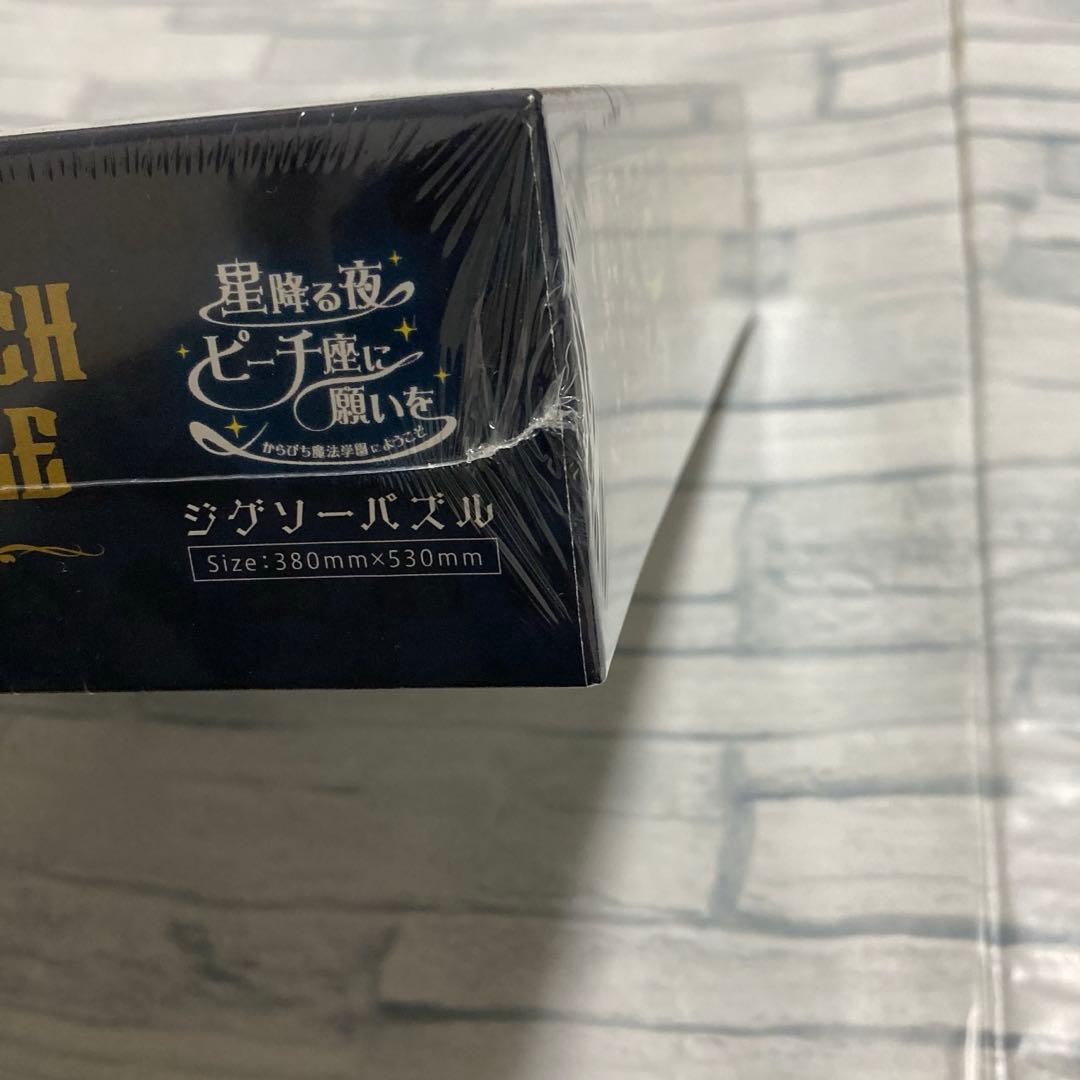 CH
LE
星降る夜
ピーチ座に
願いを
からぴち魔法学園にようこそ
ジグソーパズル
Size:380mm×530mm